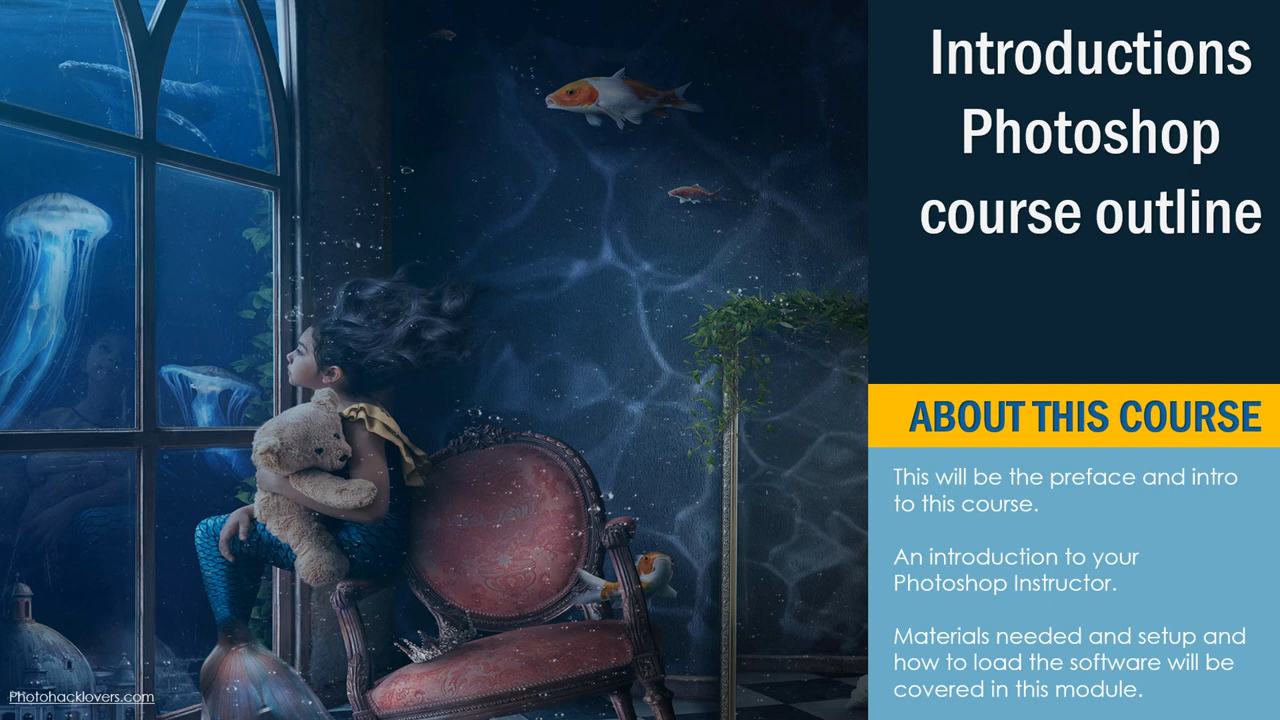 Introductions
Photoshop
course outline
ABOUT THIS COURSE
This will be the preface and intro
to this course.
An introduction to your
Photoshop Instructor.
Materials needed and setup and
how to load the software will be
covered in this module.
Photohacklovers.com